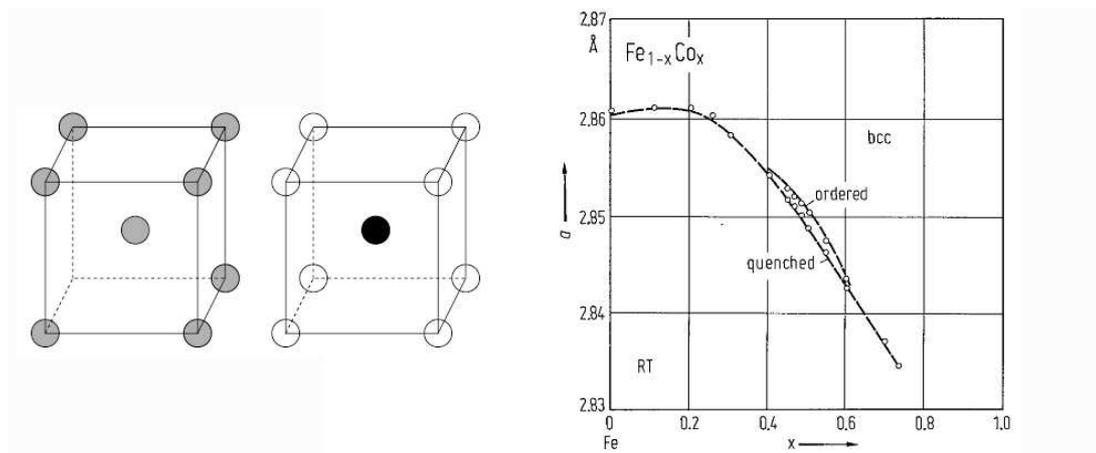 2.87
Å
Fe1-xCox
2.86
bcc
ordered
2.85
a
quenched
2.84
RT
2.83
0 0.2 0.4 0.6 0.8 1.0
Fe x